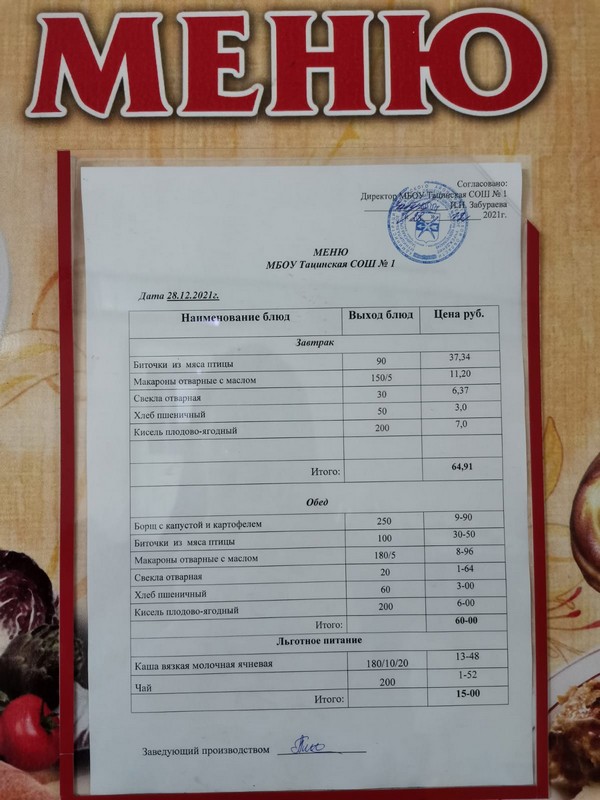 МЕНЮ
Согласовано:
Директор МБОУ Тацинская СОШ № 1
Н.Н. Забураева
2021г.
МЕНЮ
МБОУ Тацинская СОШ № 1
Дата 28.12.2021г.
Наименование блюд Выход блюд Цена руб.
Завтрак
Биточки из мяса птицы 90 37,34
Макароны отварные с маслом 150/5 11,20
Свекла отварная 30 6,37
Хлеб пшеничный 50 3,0
Кисель плодово-ягодный 200 7,0
Итого: 64,91
Обед
Борщ с капустой и картофелем 250 9-90
Биточки из мяса птицы 100 30-50
Макароны отварные с маслом 180/5 8-96
Свекла отварная 20 1-64
Хлеб пшеничный 60 3-00
Кисель плодово-ягодный 200 6-00
Итого: 60-00
Льготное питание
Каша вязкая молочная ячневая 180/10/20 13-48
Чай 200 1-52
Итого: 15-00
Заведующий производством